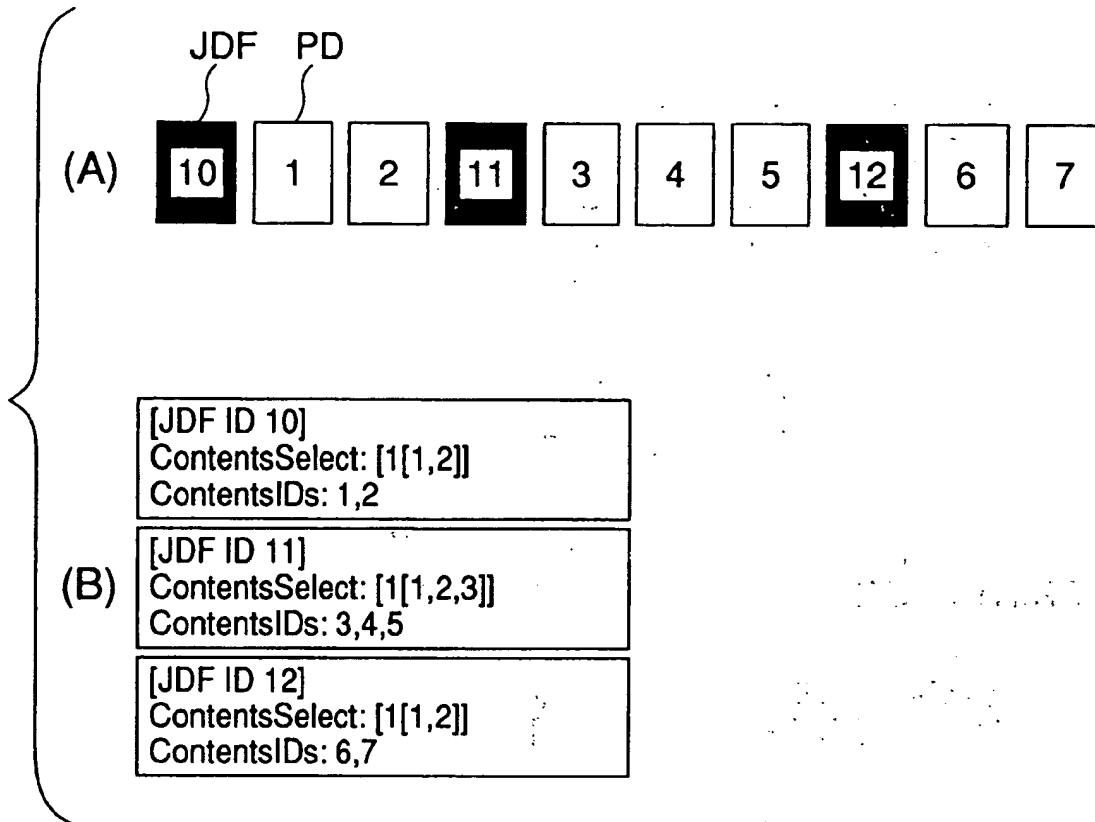 JDF PD
(A) 10 1 2 11 3 4 5 12 6 7
(B)
[JDF ID 10]
ContentsSelect: [1[1,2]]
ContentsIDs: 1,2
[JDF ID 11]
ContentsSelect: [1[1,2,3]]
ContentsIDs: 3,4,5
[JDF ID 12]
ContentsSelect: [1[1,2]]
ContentsIDs: 6,7